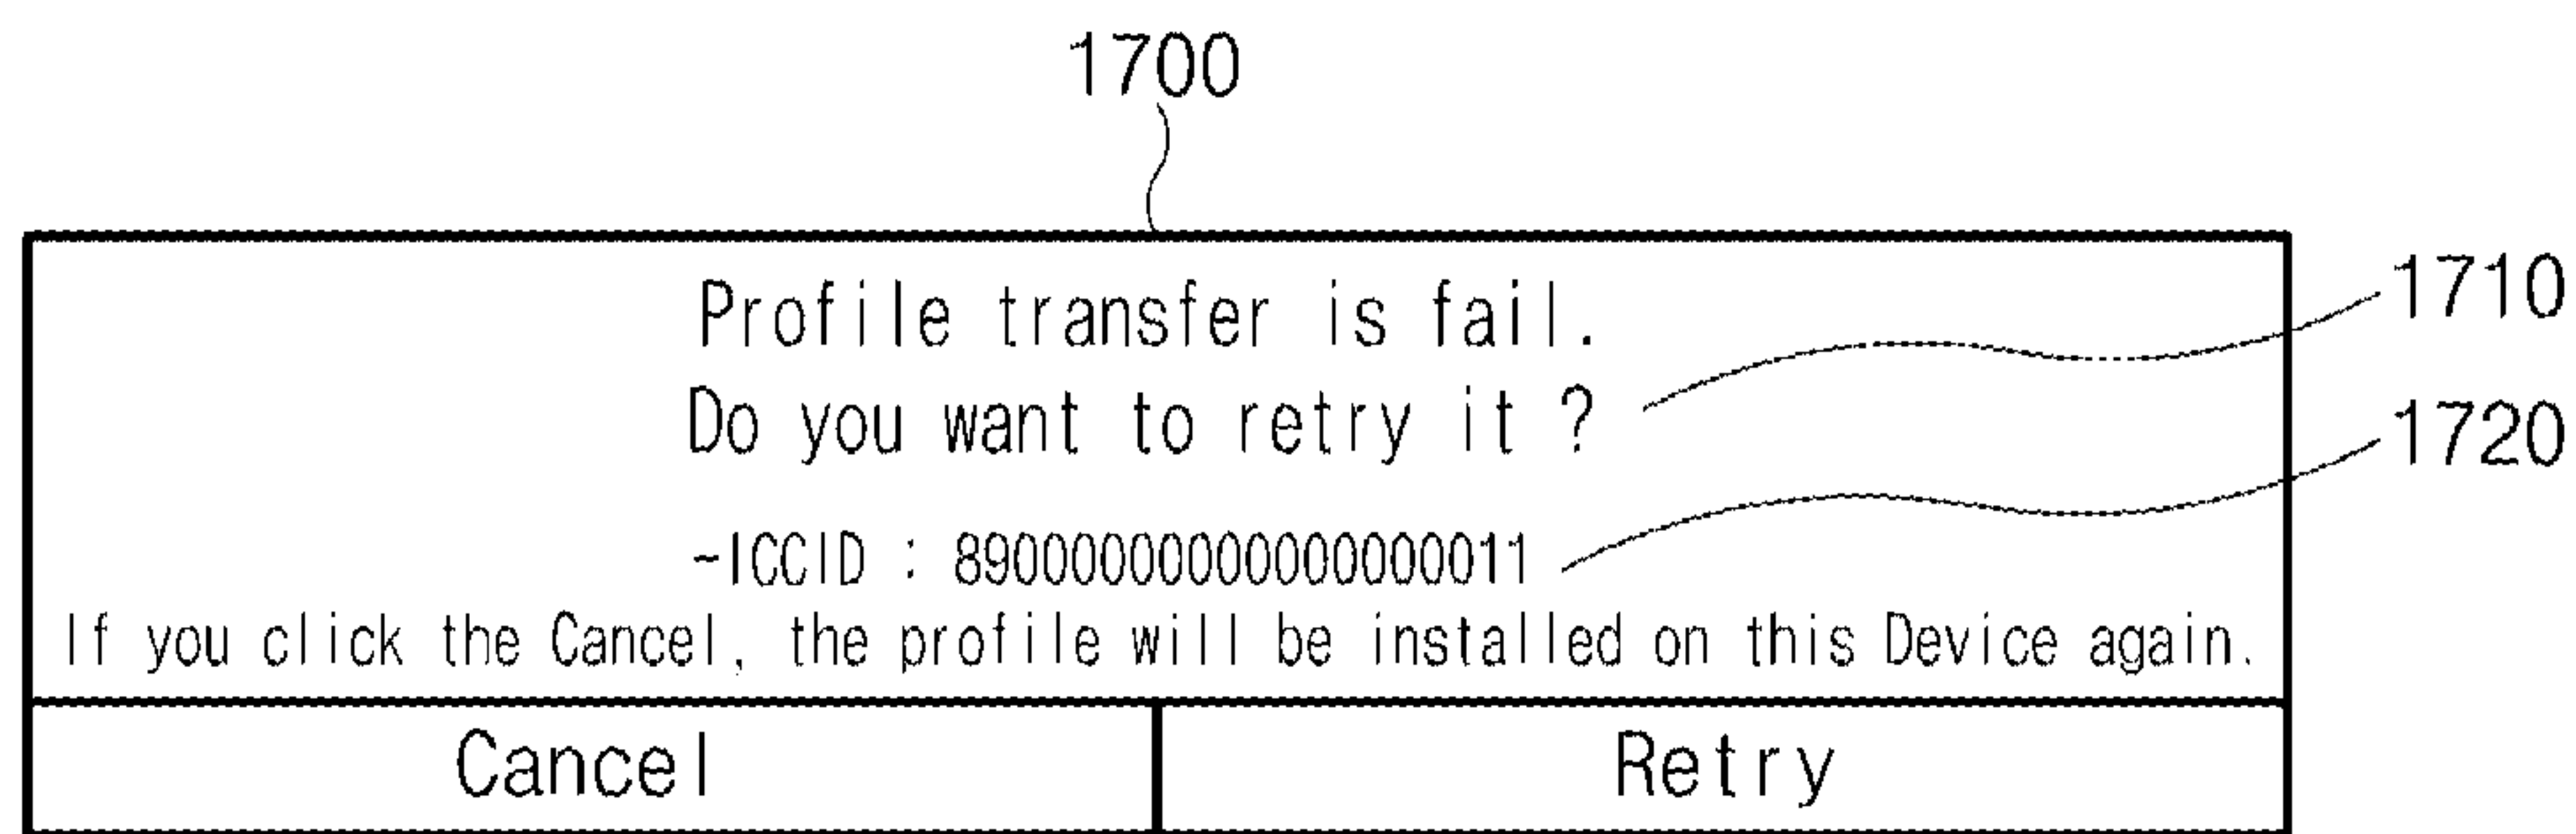 1700
Profile transfer is fail.
1710
Do you want to retry it ?
1720
-ICCID : 89000000000000000011
If you click the Cancel, the profile will be installed on this Device again.
Cancel
Retry